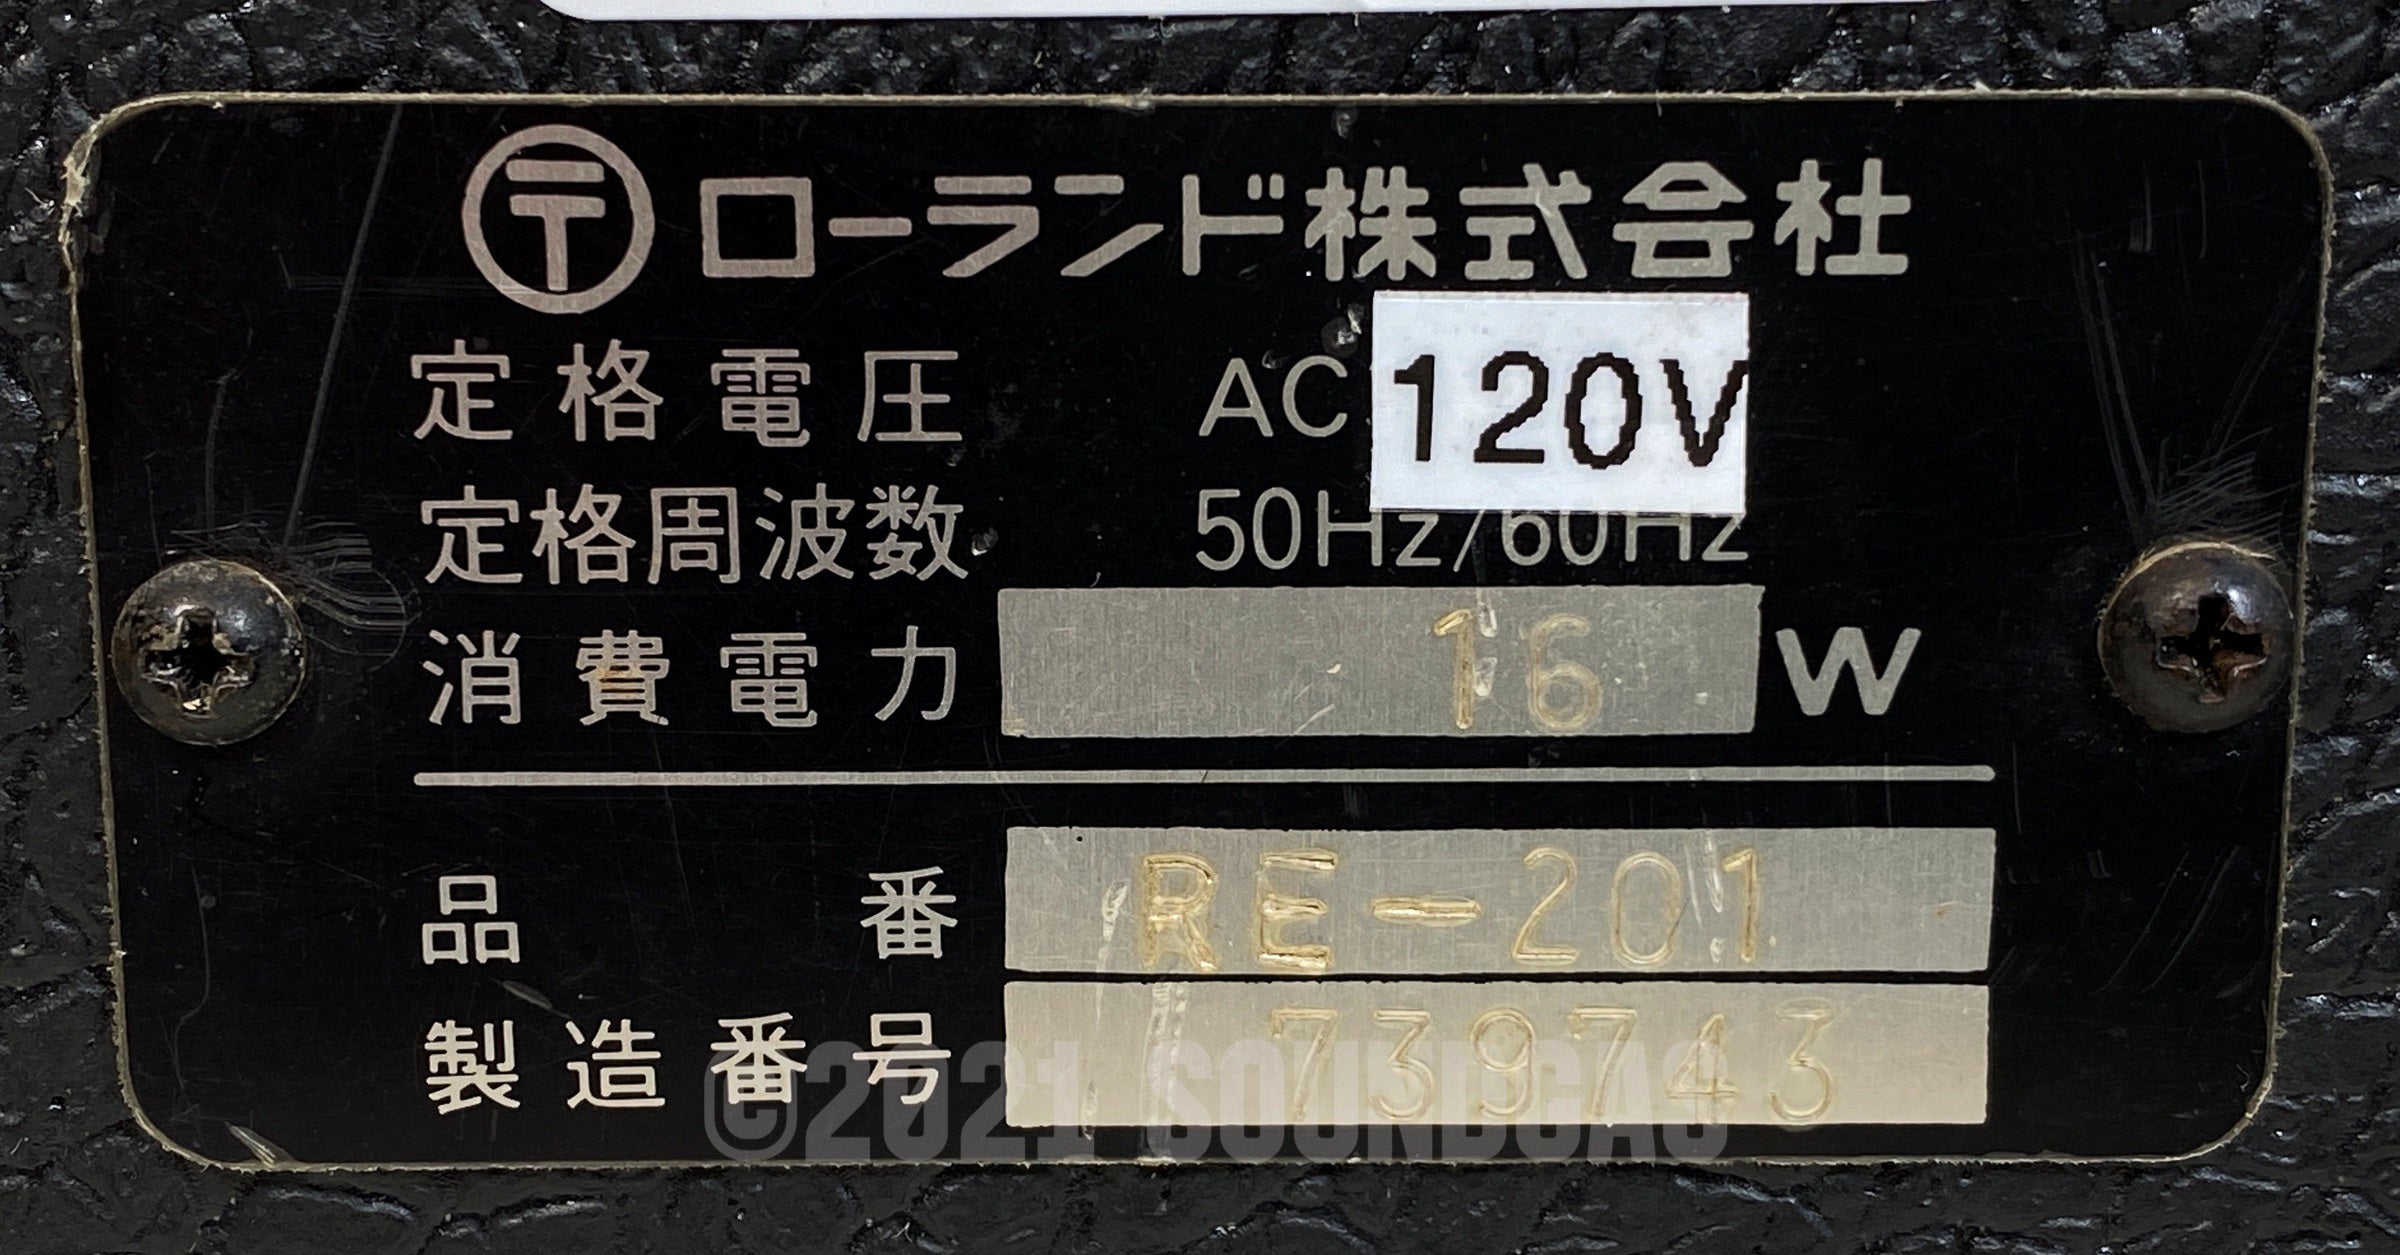 〒 ローランド株式会社
定格電圧 AC 120V
定格周波数 50Hz/60Hz
消費電力 16 W
品番 RE-201
製造番号 739743
©2021 SOUNDGAS